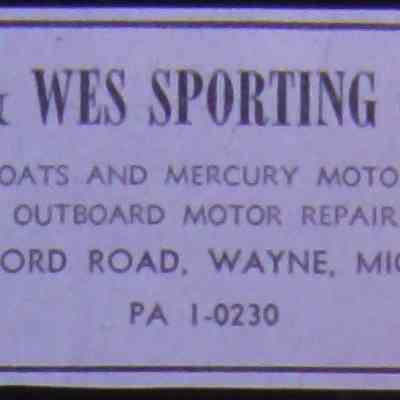 & WES SPORTING
OATS AND MERCURY MOTO
OUTBOARD MOTOR REPAIR
ORD ROAD, WAYNE, MIC
PA 1-0230